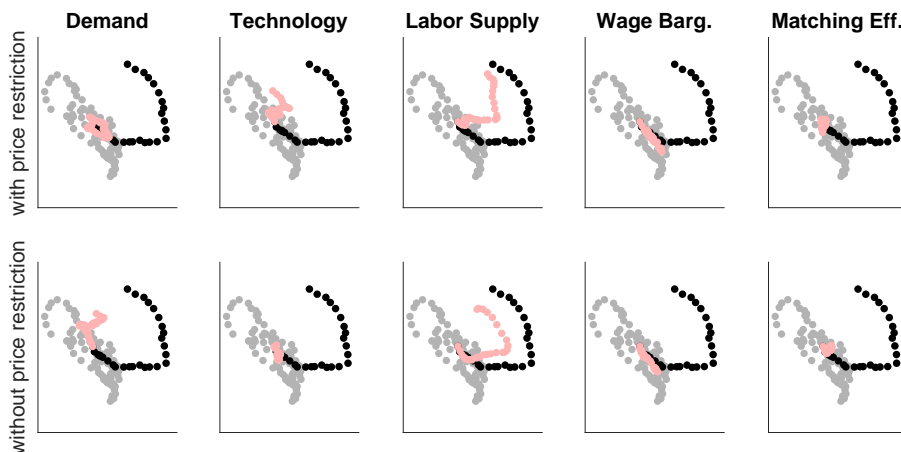 Demand Technology Labor Supply Wage Barg. Matching Eff.
with price restriction
without price restriction